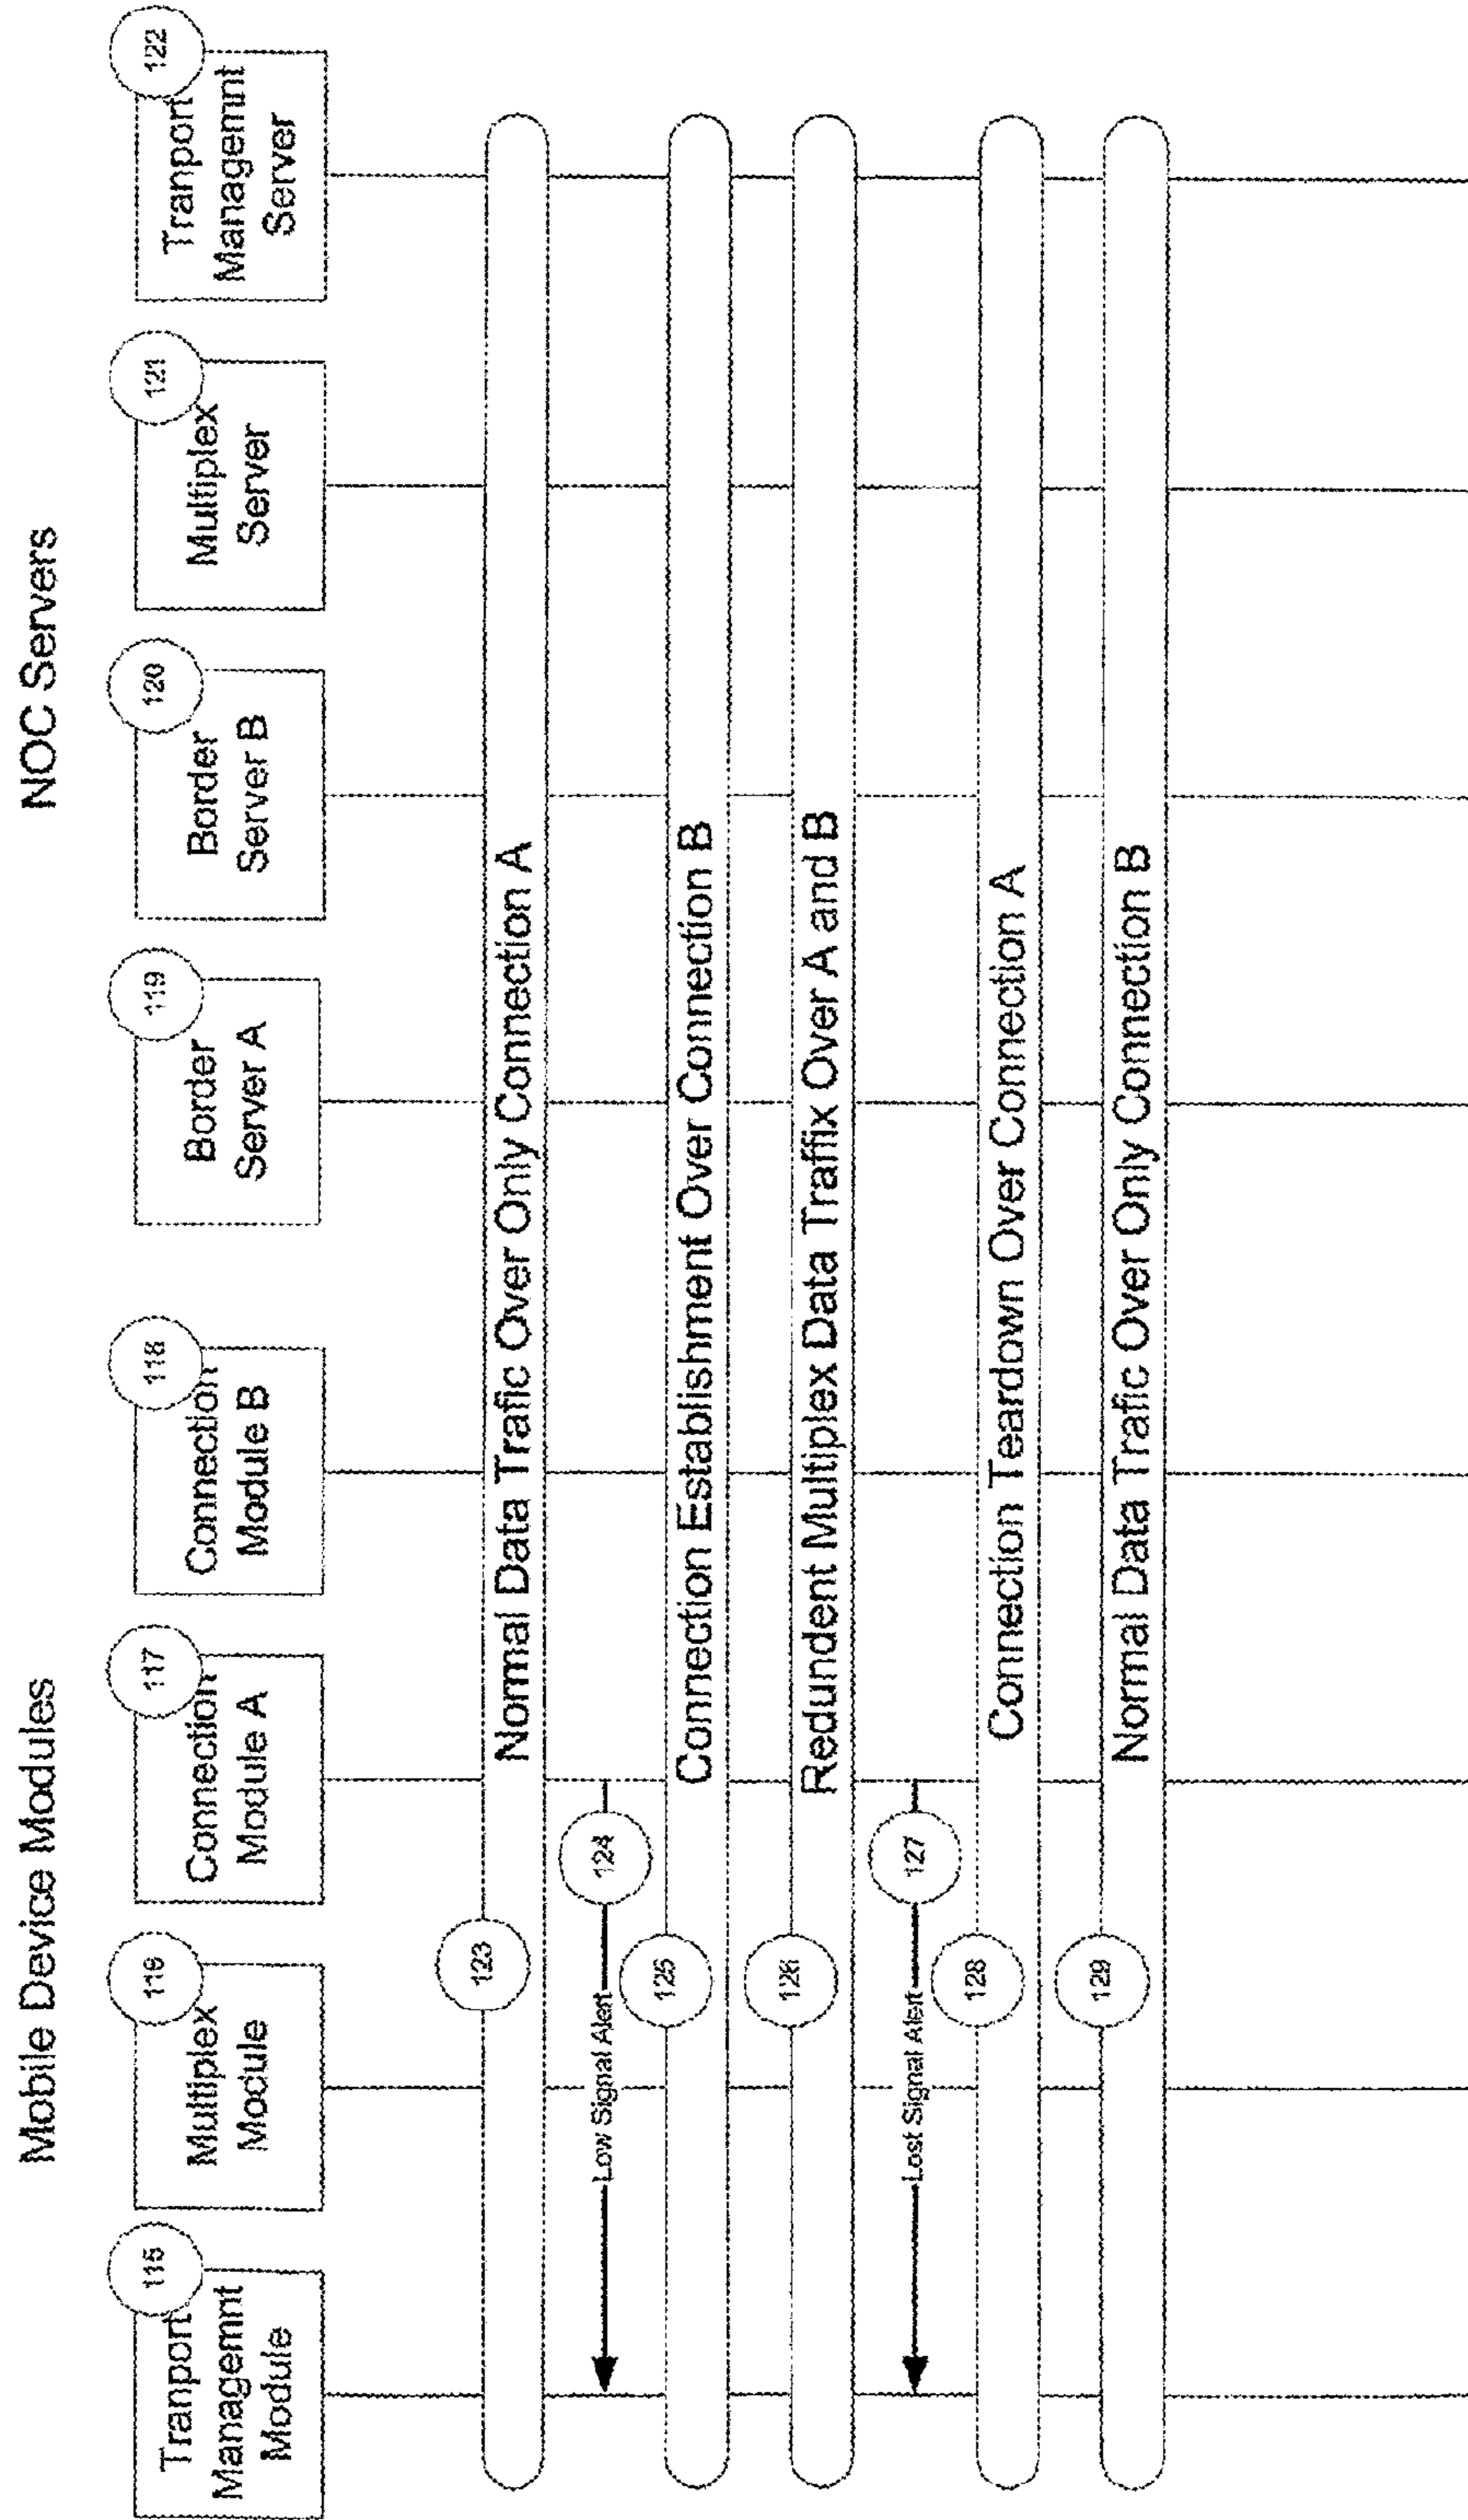 Mobile Device Modules
NOC Servers
115
Tranport
Managemnt
Module
116
Multiplex
Module
117
Connection
Module A
118
Connection
Module B
119
Border
Server A
120
Border
Server B
121
Multiplex
Server
122
Tranport
Managemnt
Server
123
Normal Data Trafic Over Only Connection A
124
Low Signal Alert
125
Connection Establishment Over Connection B
126
Redundent Multiplex Data Traffix Over A and B
127
Lost Signal Alert
128
Connection Teardown Over Connection A
129
Normal Data Trafic Over Only Connection B